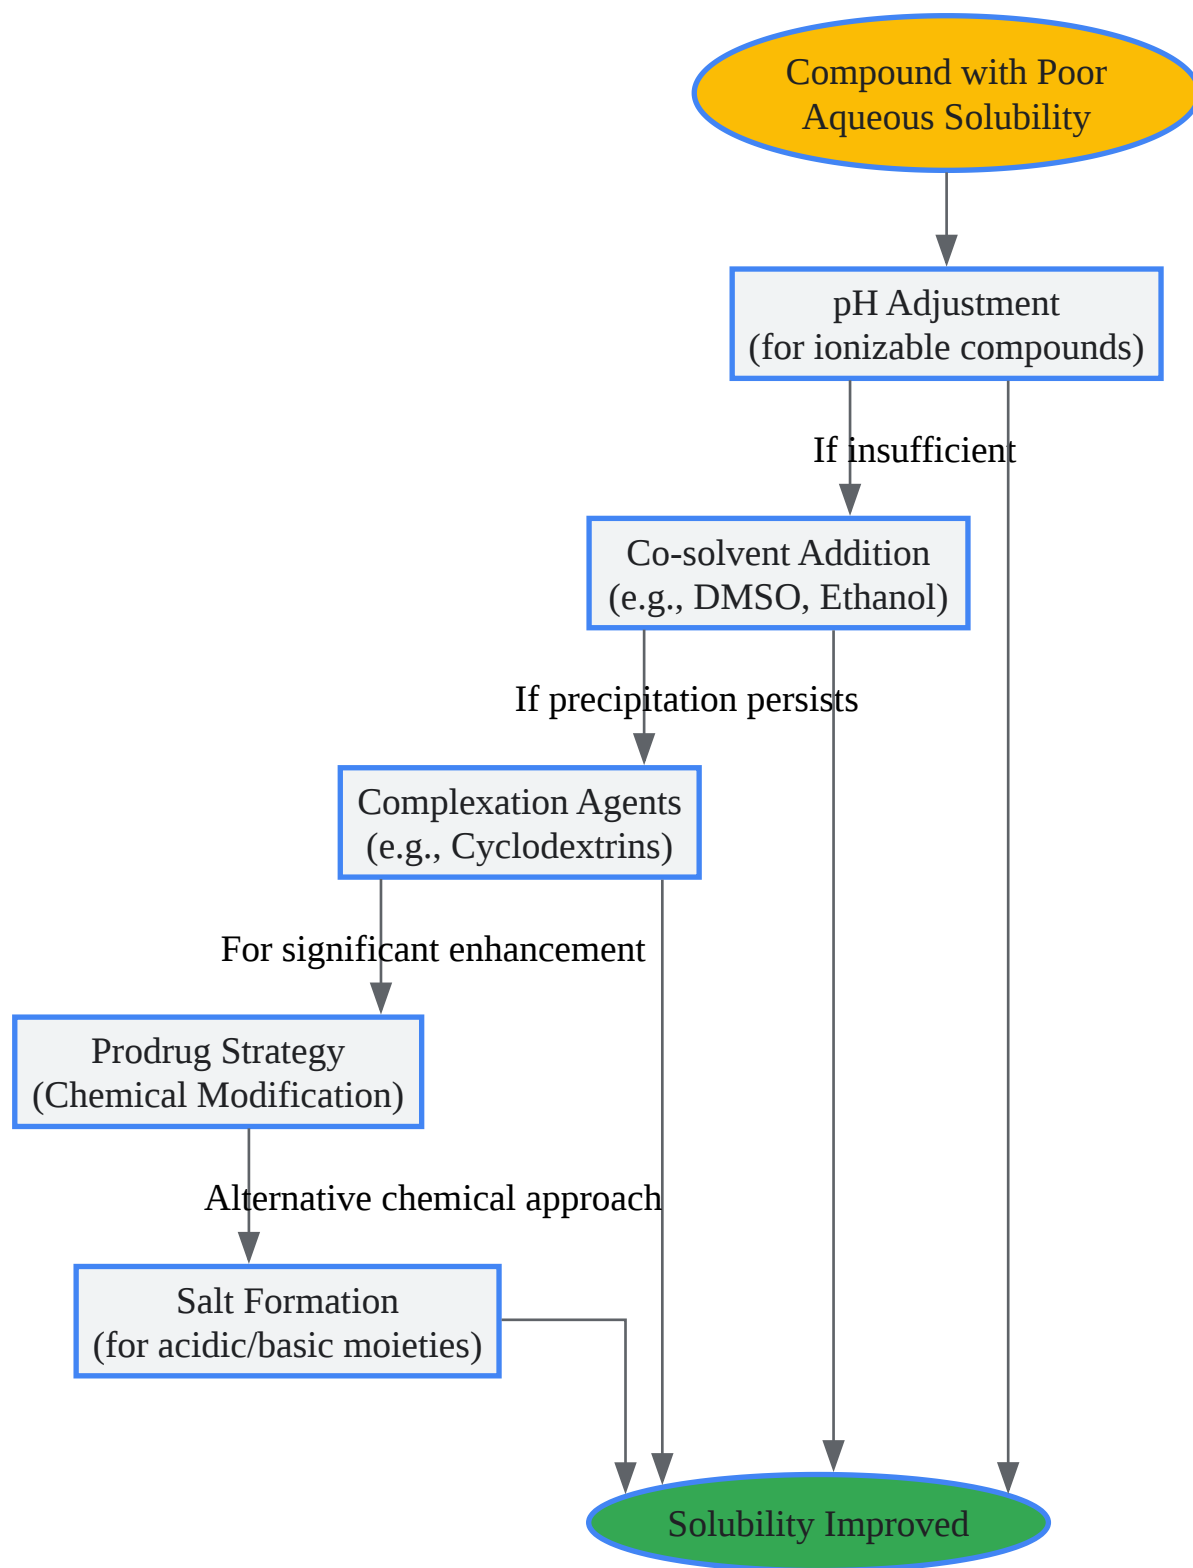 Compound with Poor
Aqueous Solubility
pH Adjustment
(for ionizable compounds)
If insufficient
Co-solvent Addition
(e.g., DMSO, Ethanol)
If precipitation persists
Complexation Agents
(e.g., Cyclodextrins)
For significant enhancement
Prodrug Strategy
(Chemical Modification)
Alternative chemical approach
Salt Formation
(for acidic/basic moieties)
Solubility Improved